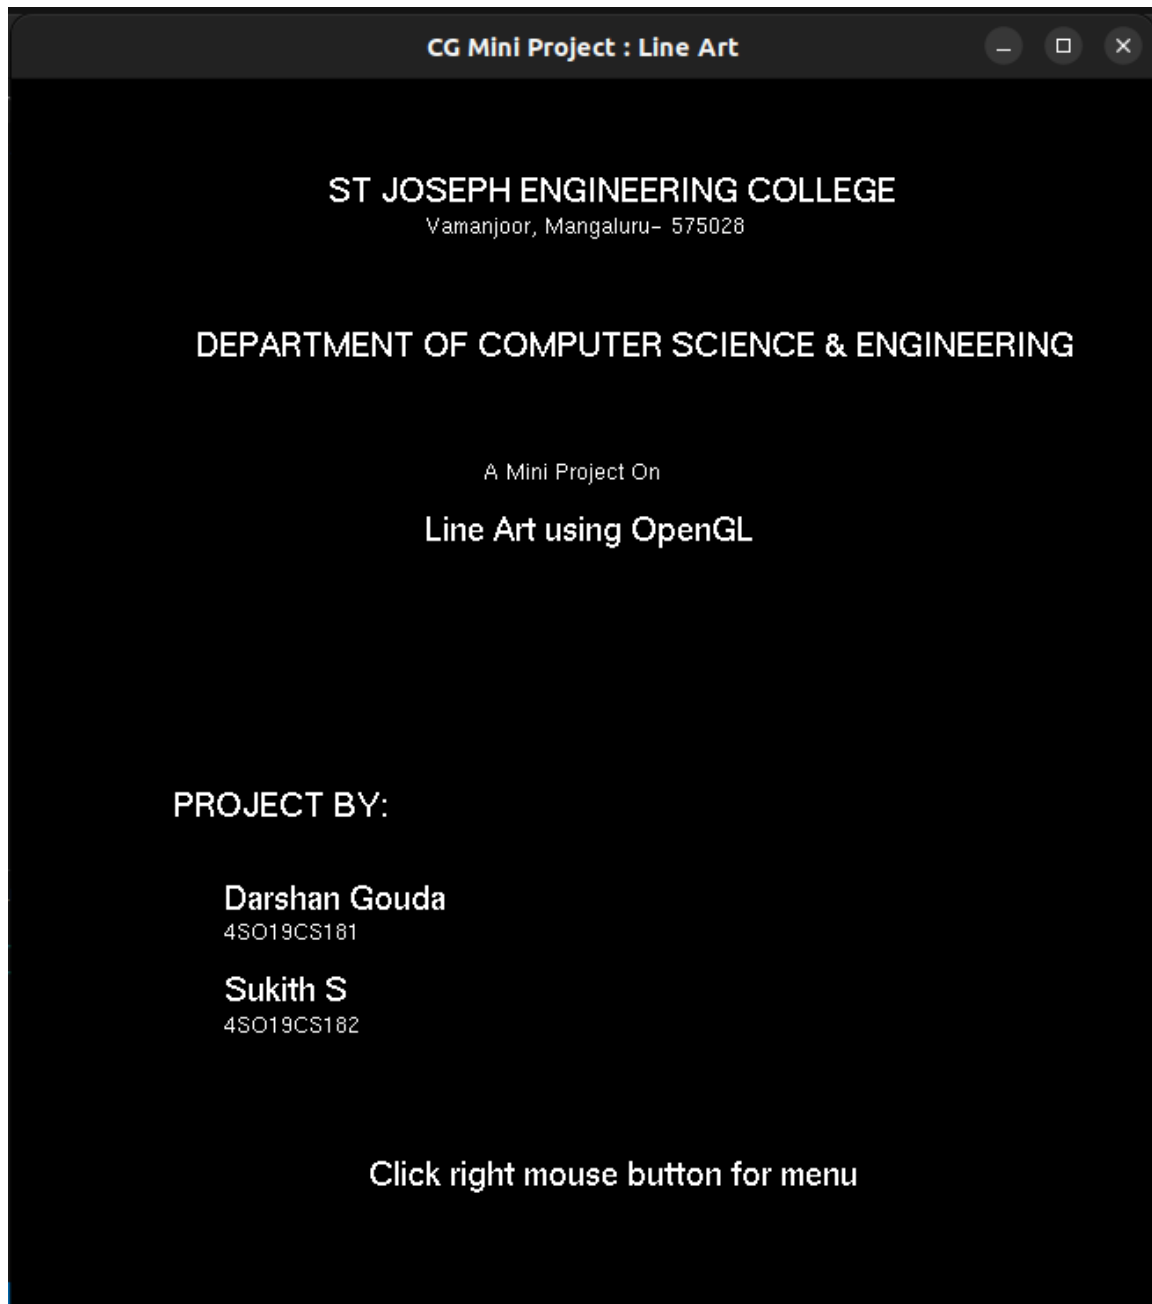 CG Mini Project : Line Art
ST JOSEPH ENGINEERING COLLEGE
Vamanjoor, Mangaluru- 575028
DEPARTMENT OF COMPUTER SCIENCE & ENGINEERING
A Mini Project On
Line Art using OpenGL
PROJECT BY:
Darshan Gouda
4SO19CS181
Sukith S
4SO19CS182
Click right mouse button for menu